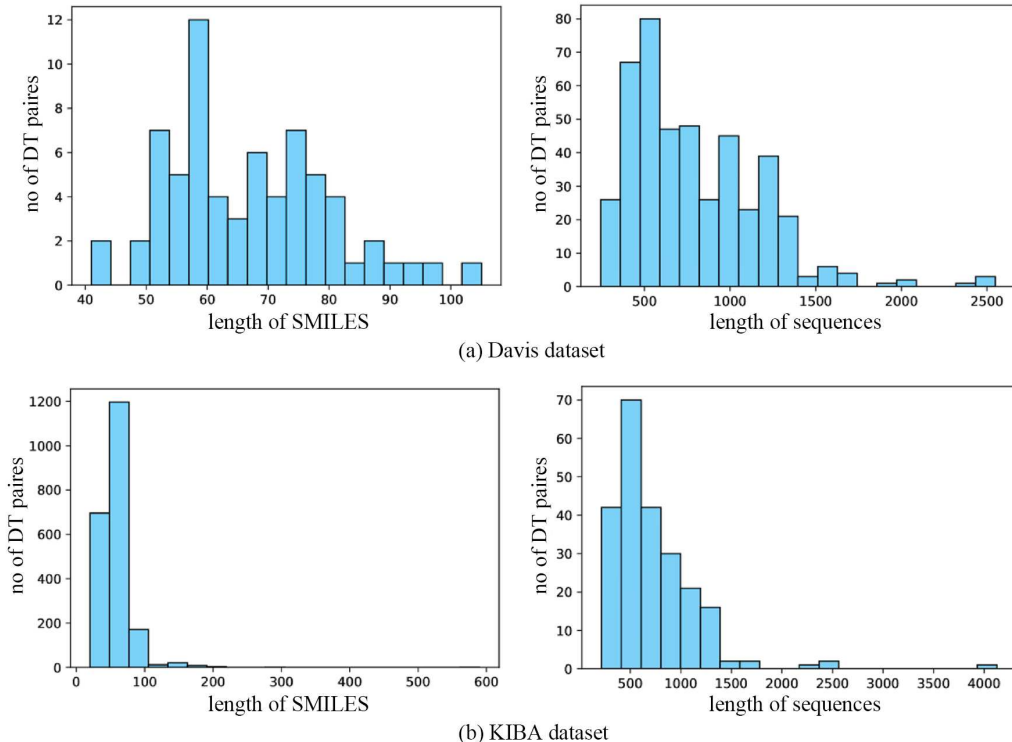 12
10
8
6
4
2
0
no of DT paires
40 50 60 70 80 90 100
length of SMILES
80
70
60
50
40
30
20
10
0
no of DT paires
500 1000 1500 2000 2500
length of sequences
(a) Davis dataset
1200
1000
800
600
400
200
0
no of DT paires
0 100 200 300 400 500 600
length of SMILES
70
60
50
40
30
20
10
0
no of DT paires
500 1000 1500 2000 2500 3000 3500 4000
length of sequences
(b) KIBA dataset